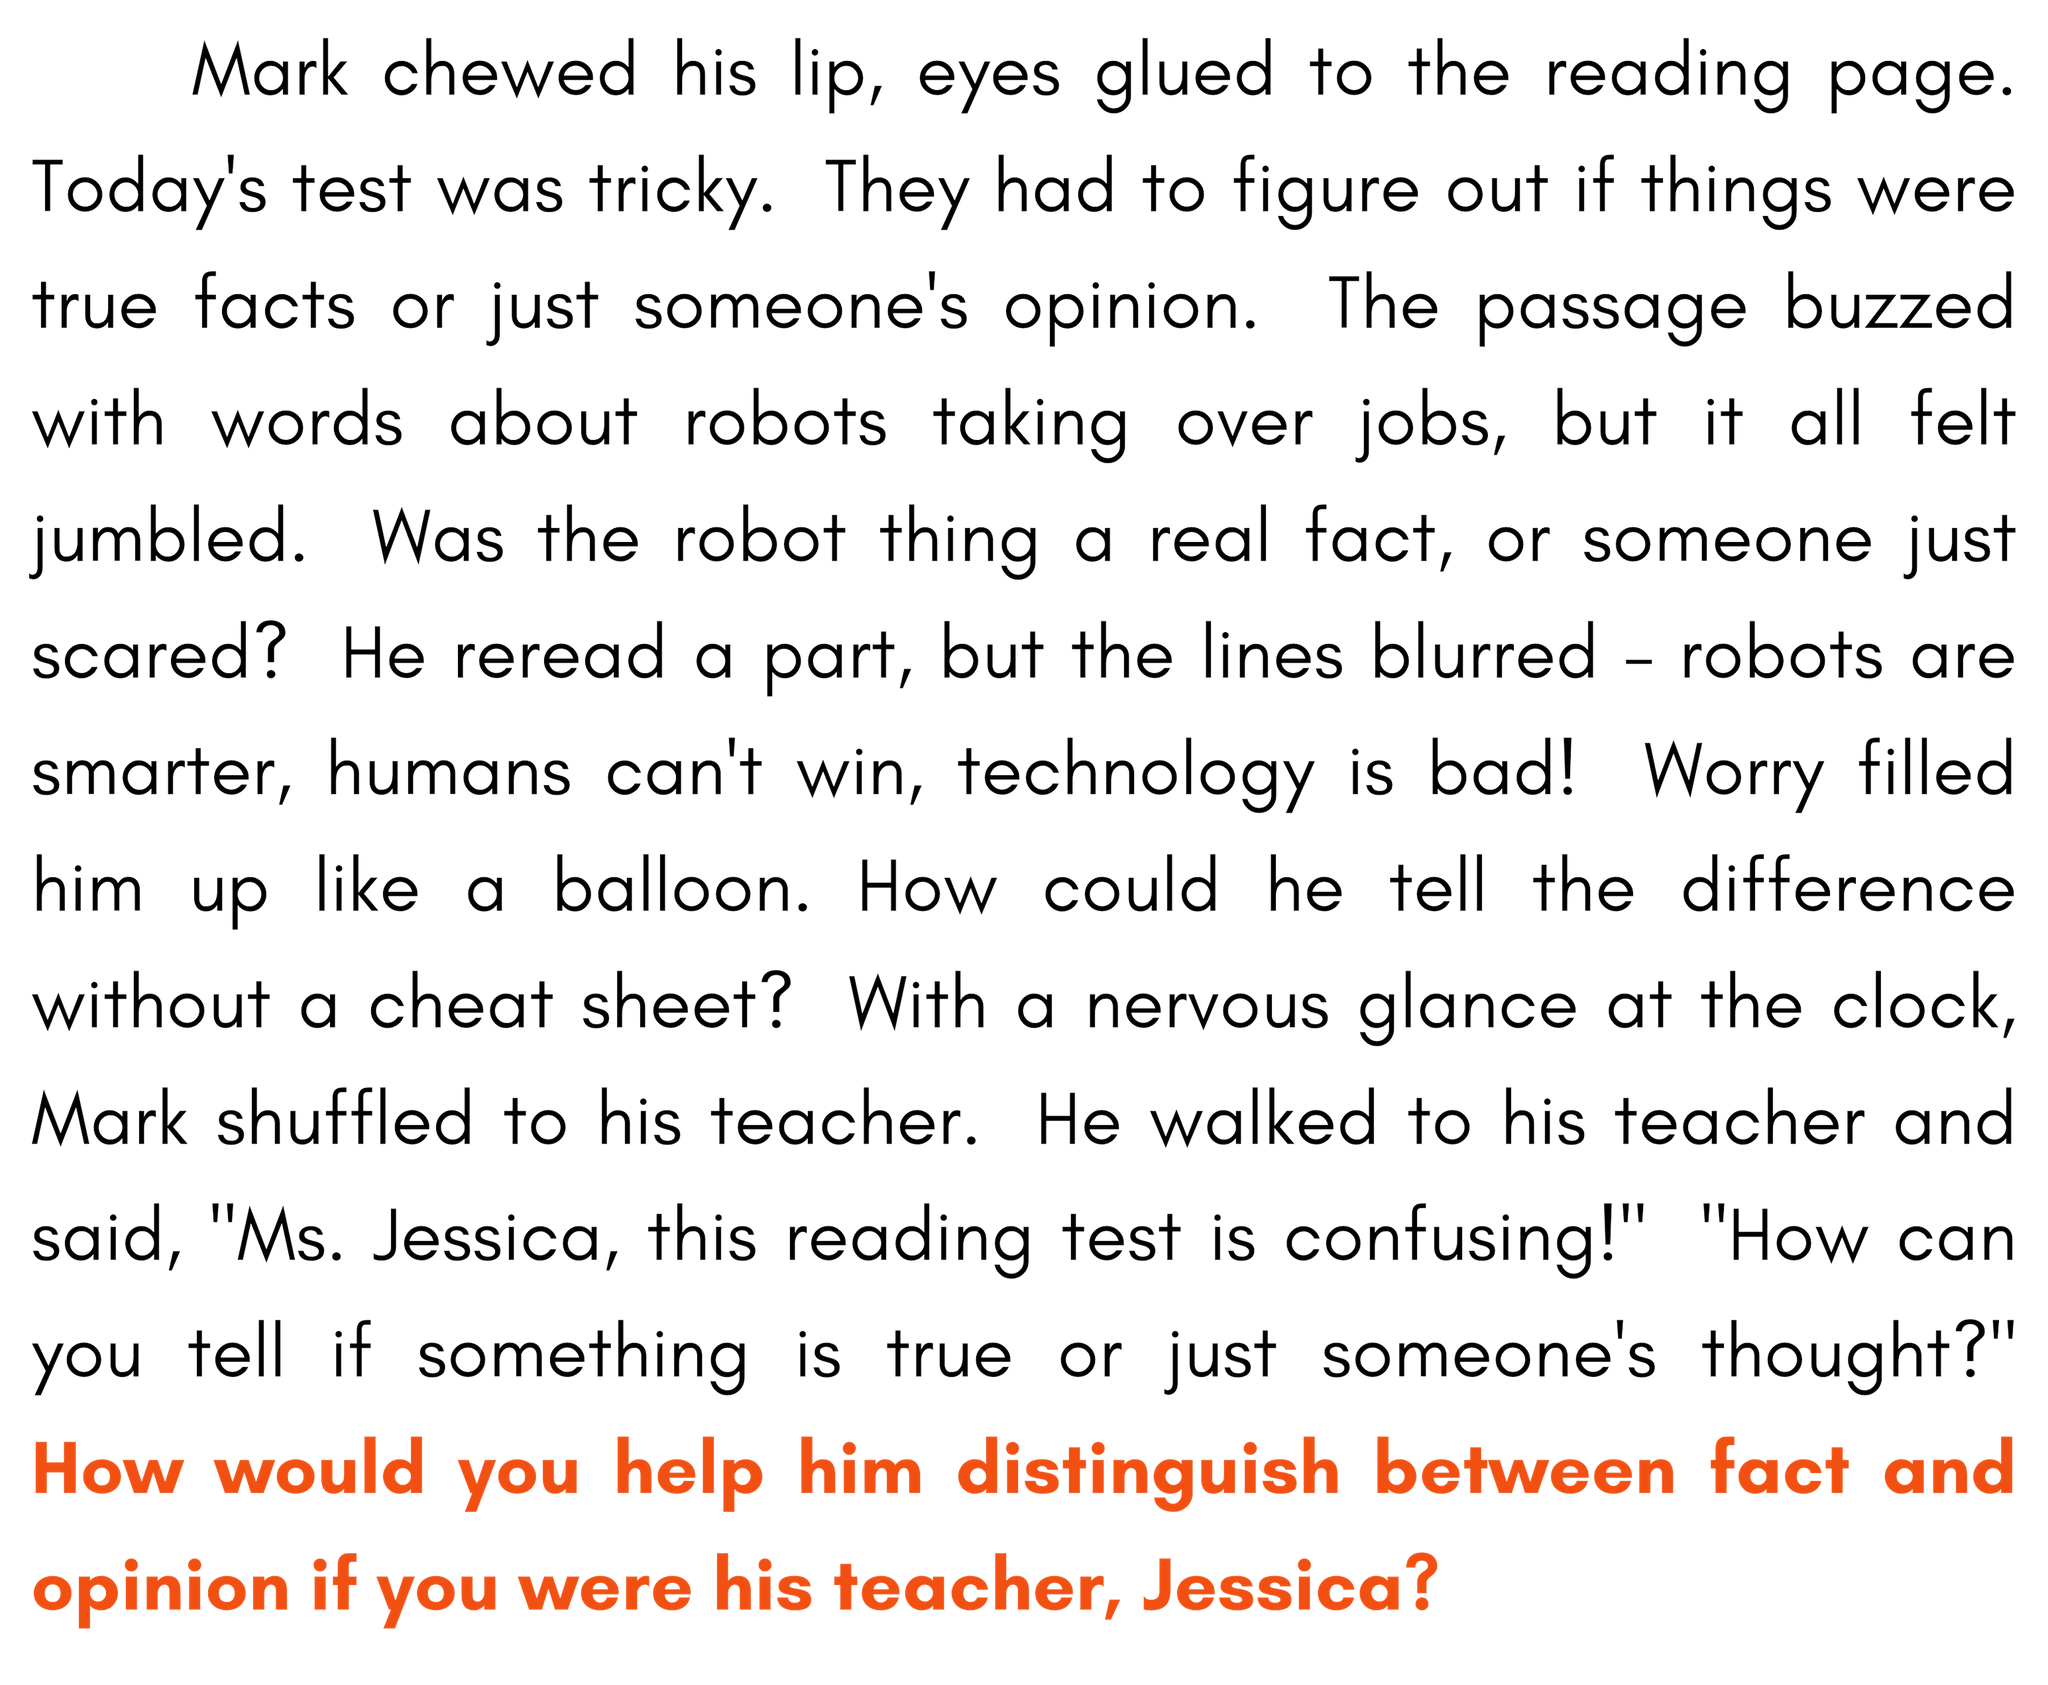 Mark chewed his lip, eyes glued to the reading page.
Today's test was tricky. They had to figure out if things were
true facts or just someone's opinion. The passage buzzed
with words about robots taking over jobs, but it all felt
jumbled. Was the robot thing a real fact, or someone just
scared? He reread a part, but the lines blurred – robots are
smarter, humans can't win, technology is bad! Worry filled
him up like a balloon. How could he tell the difference
without a cheat sheet? With a nervous glance at the clock,
Mark shuffled to his teacher. He walked to his teacher and
said, "Ms. Jessica, this reading test is confusing!" "How can
you tell if something is true or just someone's thought?"
How would you help him distinguish between fact and
opinion if you were his teacher, Jessica?